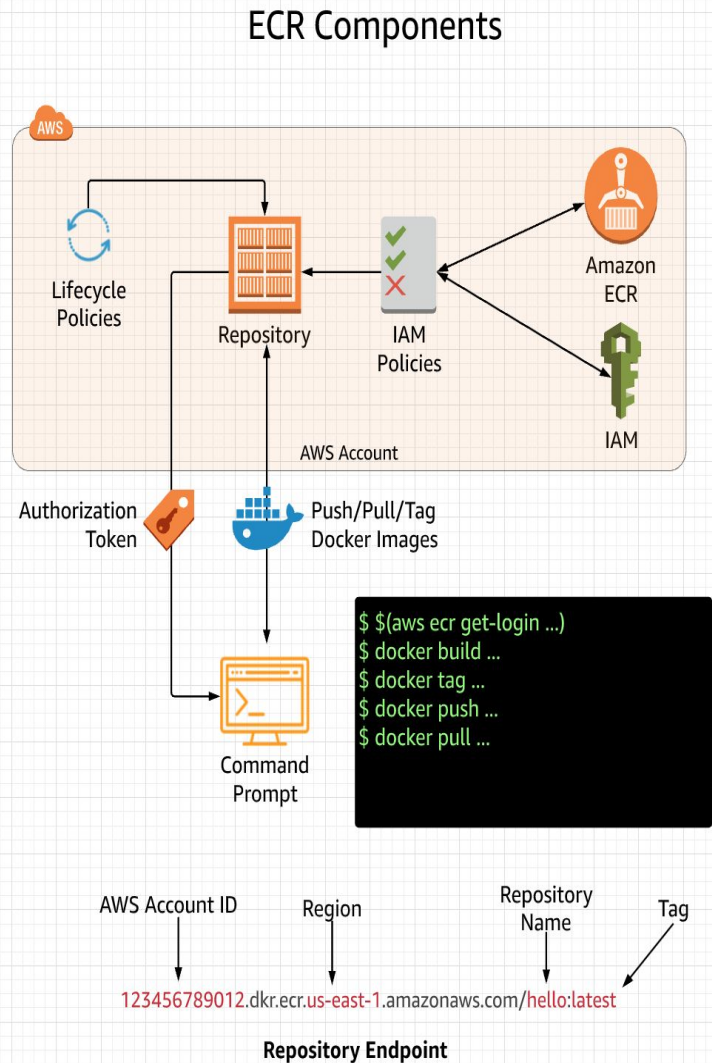 ECR Components
AWS
Lifecycle
Policies
Repository
IAM
Policies
Amazon
ECR
IAM
AWS Account
Authorization
Token
Push/Pull/Tag
Docker Images
$ $(aws ecr get-login ...)
$ docker build ...
$ docker tag ...
$ docker push ...
$ docker pull ...
>_
Command
Prompt
AWS Account ID
Region
Repository
Name
Tag
123456789012.dkr.ecr.us-east-1.amazonaws.com/hello:latest
Repository Endpoint